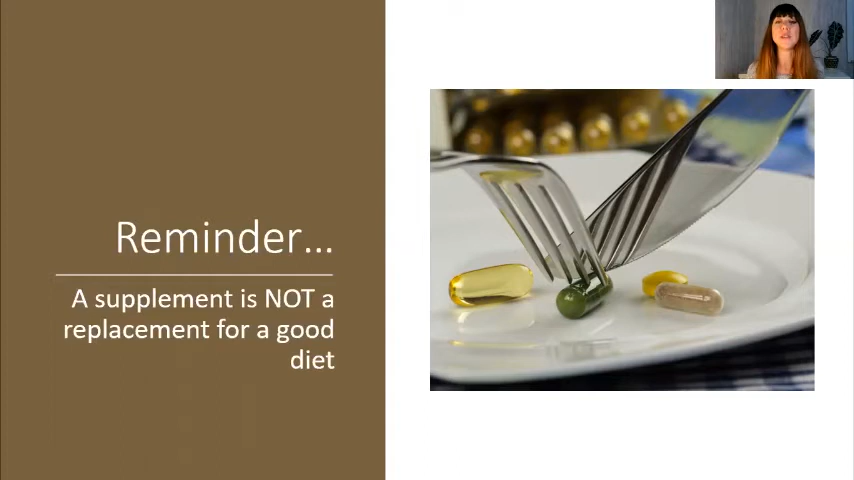 Reminder...
A supplement is NOT a
replacement for a good
diet